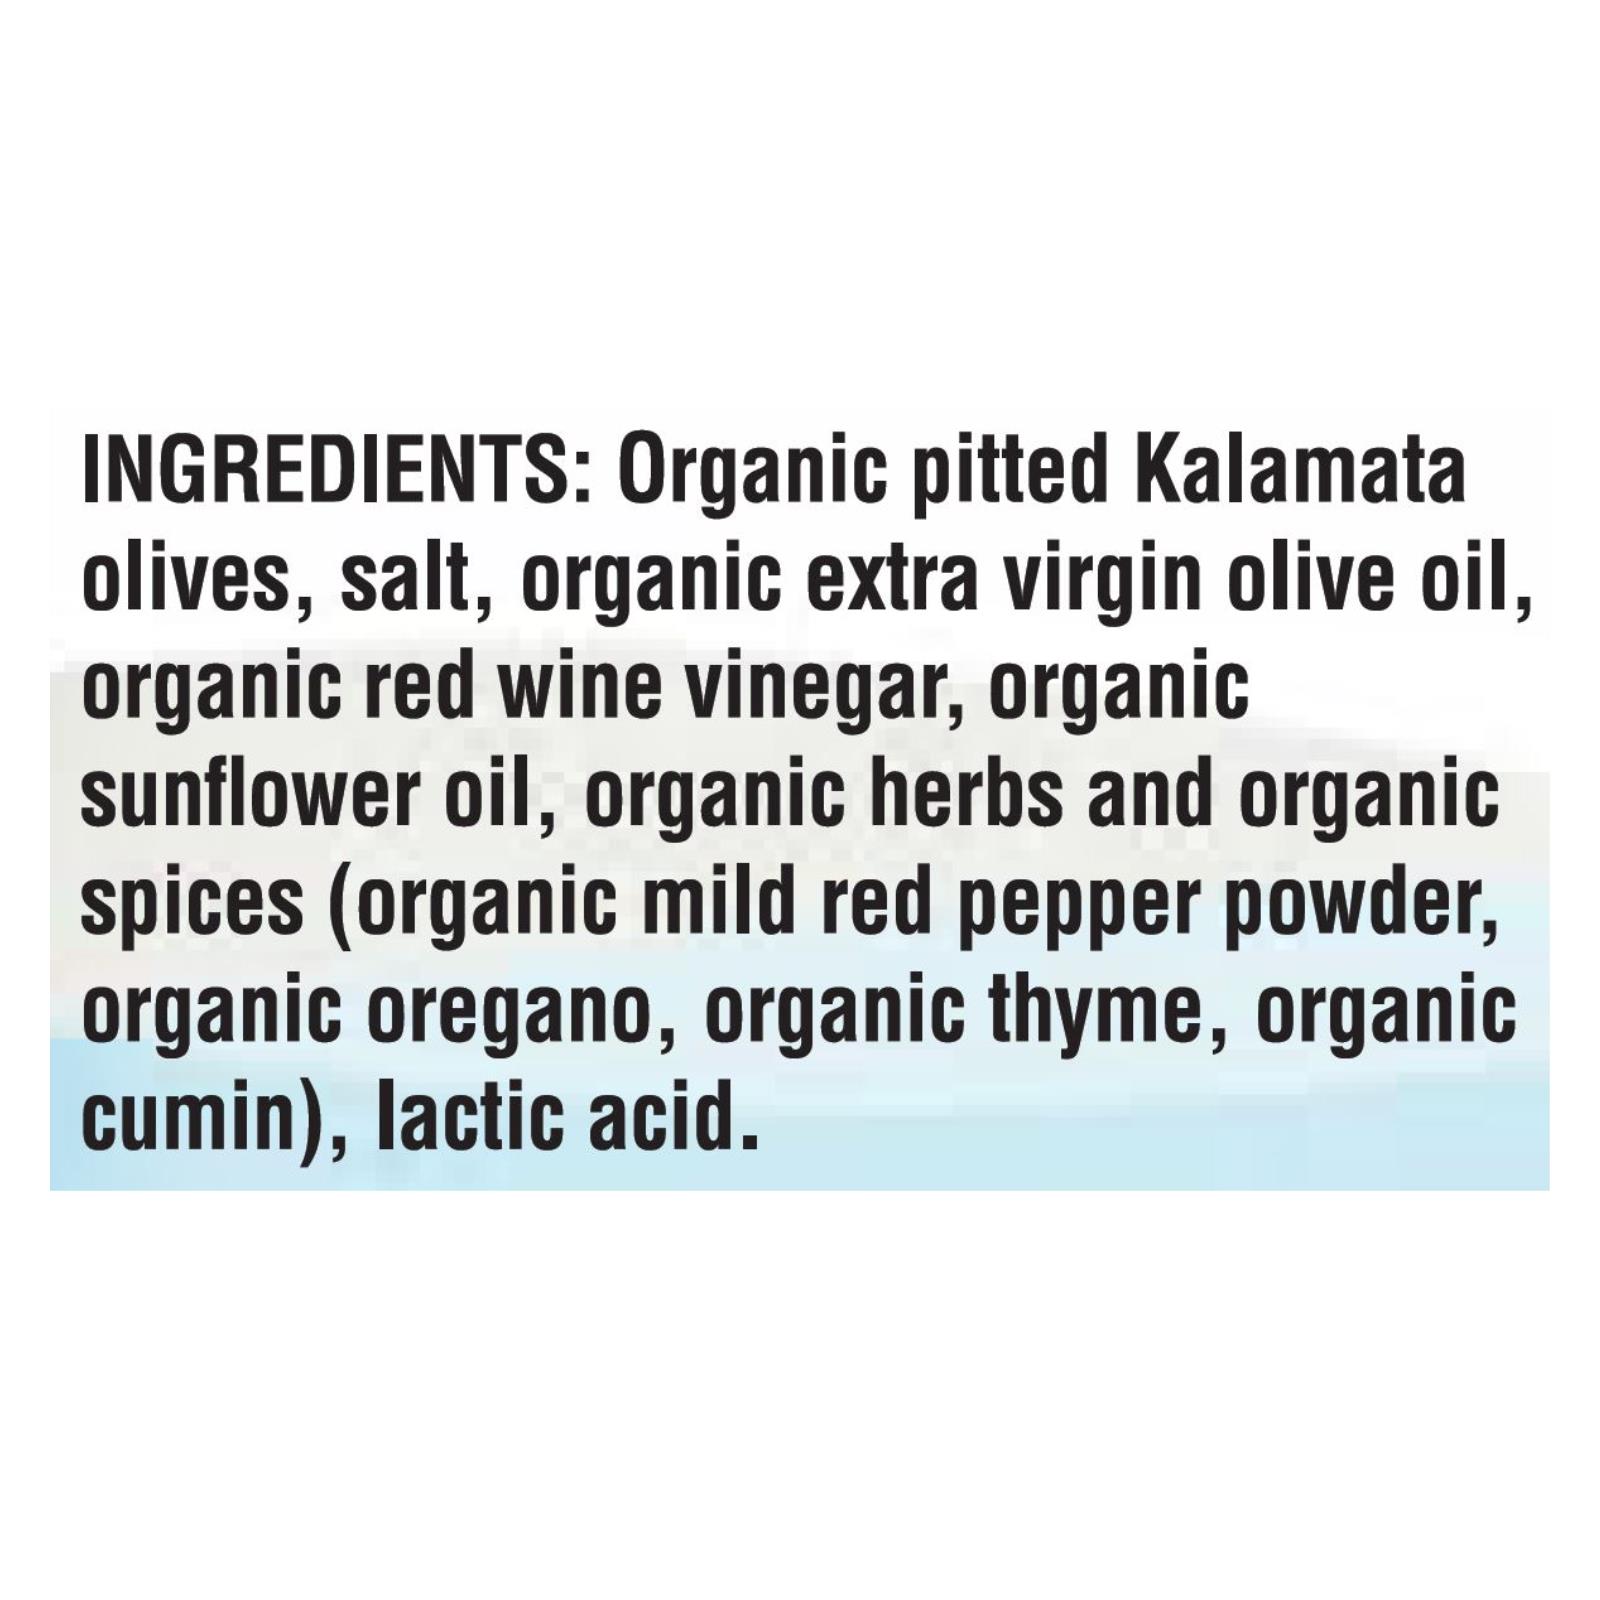 INGREDIENTS: Organic pitted Kalamata
olives, salt, organic extra virgin olive oil,
organic red wine vinegar, organic
sunflower oil, organic herbs and organic
spices (organic mild red pepper powder,
organic oregano, organic thyme, organic
cumin), lactic acid.